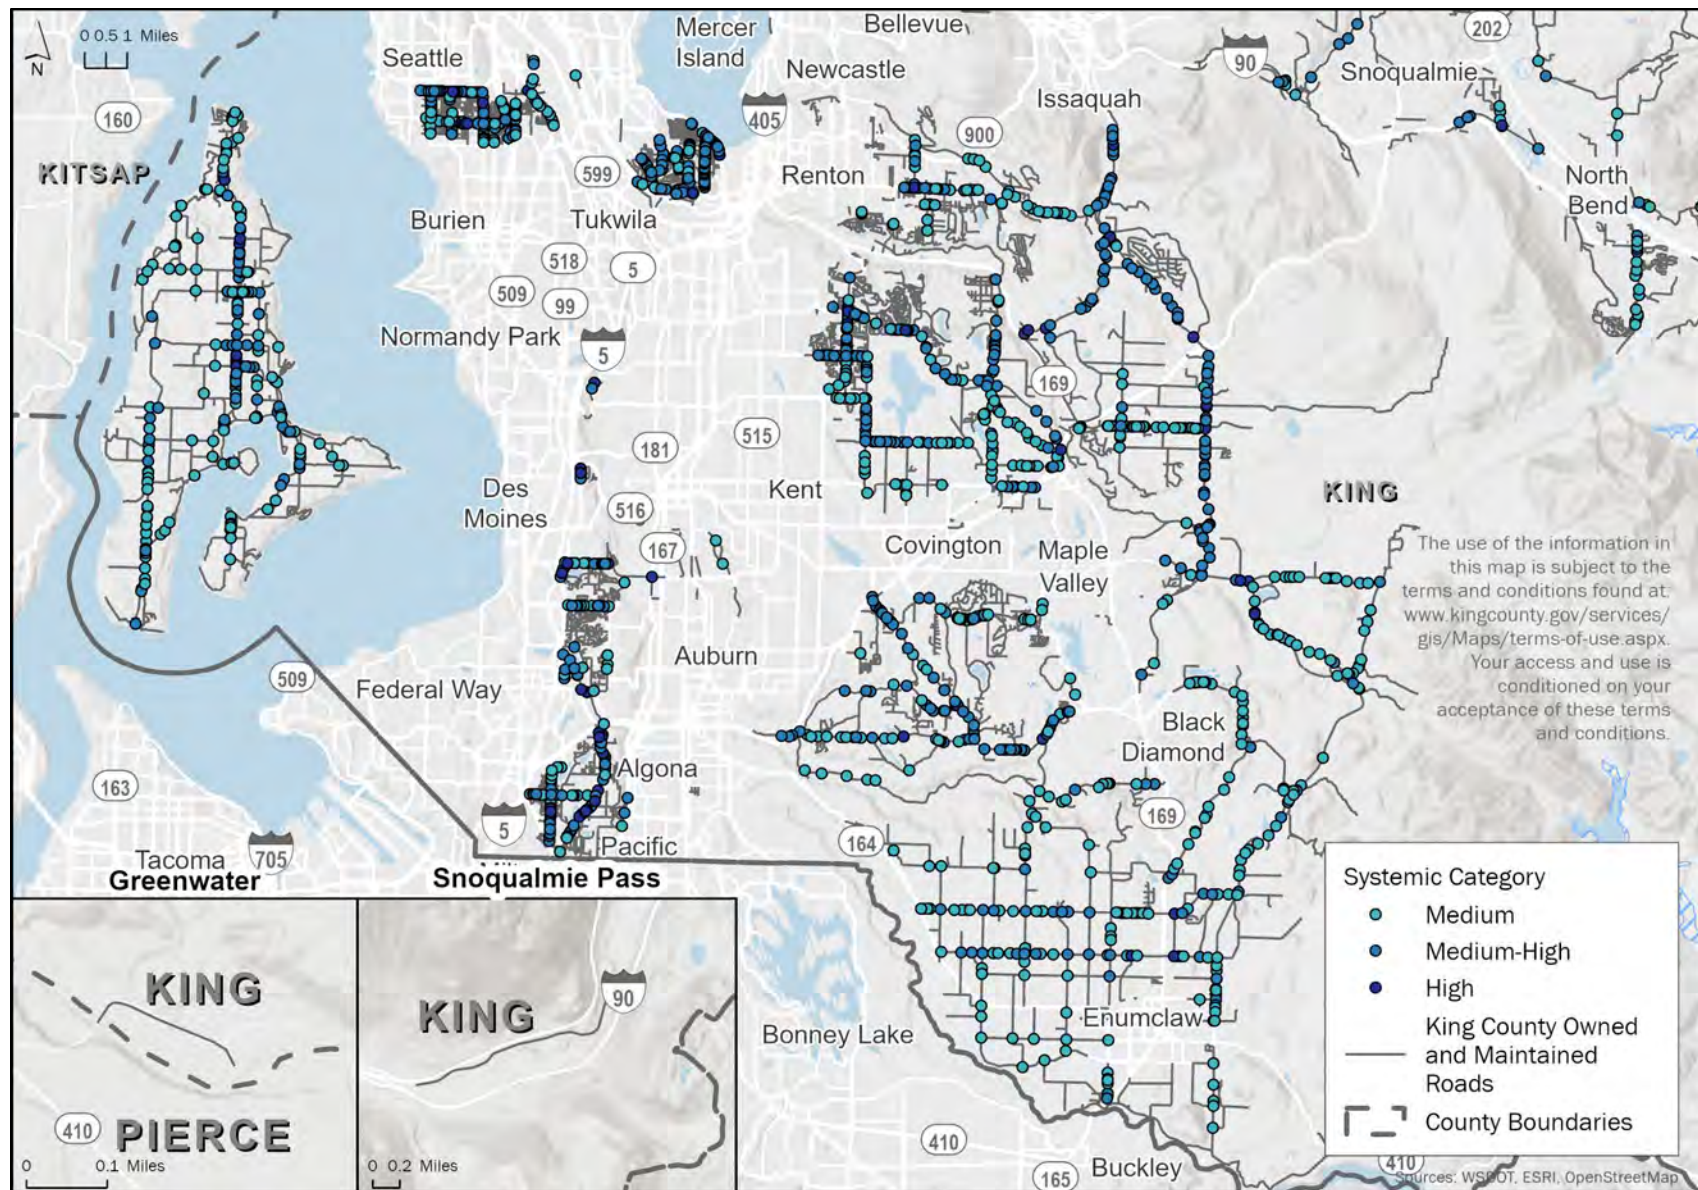 0 0.5 1 Miles
N
Seattle
Mercer
Island
Bellevue
Newcastle
Issaquah
90
202
Snoqualmie
160
405
900
KITSAP
599
Renton
North
Bend
Burien
Tukwila
518
5
509
99
Normandy Park
5
169
181
515
Des
Moines
Kent
KING
516
167
Covington
Maple
Valley
The use of the information in
this map is subject to the
terms and conditions found at:
www.kingcounty.gov/services/
gis/Maps/terms-of-use.aspx.
Your access and use is
conditioned on your
acceptance of these terms
and conditions.
Auburn
509
Federal Way
Black
Diamond
Algona
163
5
169
Pacific
164
705
Tacoma
Greenwater
Snoqualmie Pass
Systemic Category
Medium
Medium-High
High
King County Owned
and Maintained
Roads
County Boundaries
KING
KING
90
Bonney Lake
Enumclaw
410
PIERCE
410
165
Buckley
410
0 0.1 Miles
0 0.2 Miles
Sources: WSDOT, ESRI, OpenStreetMap